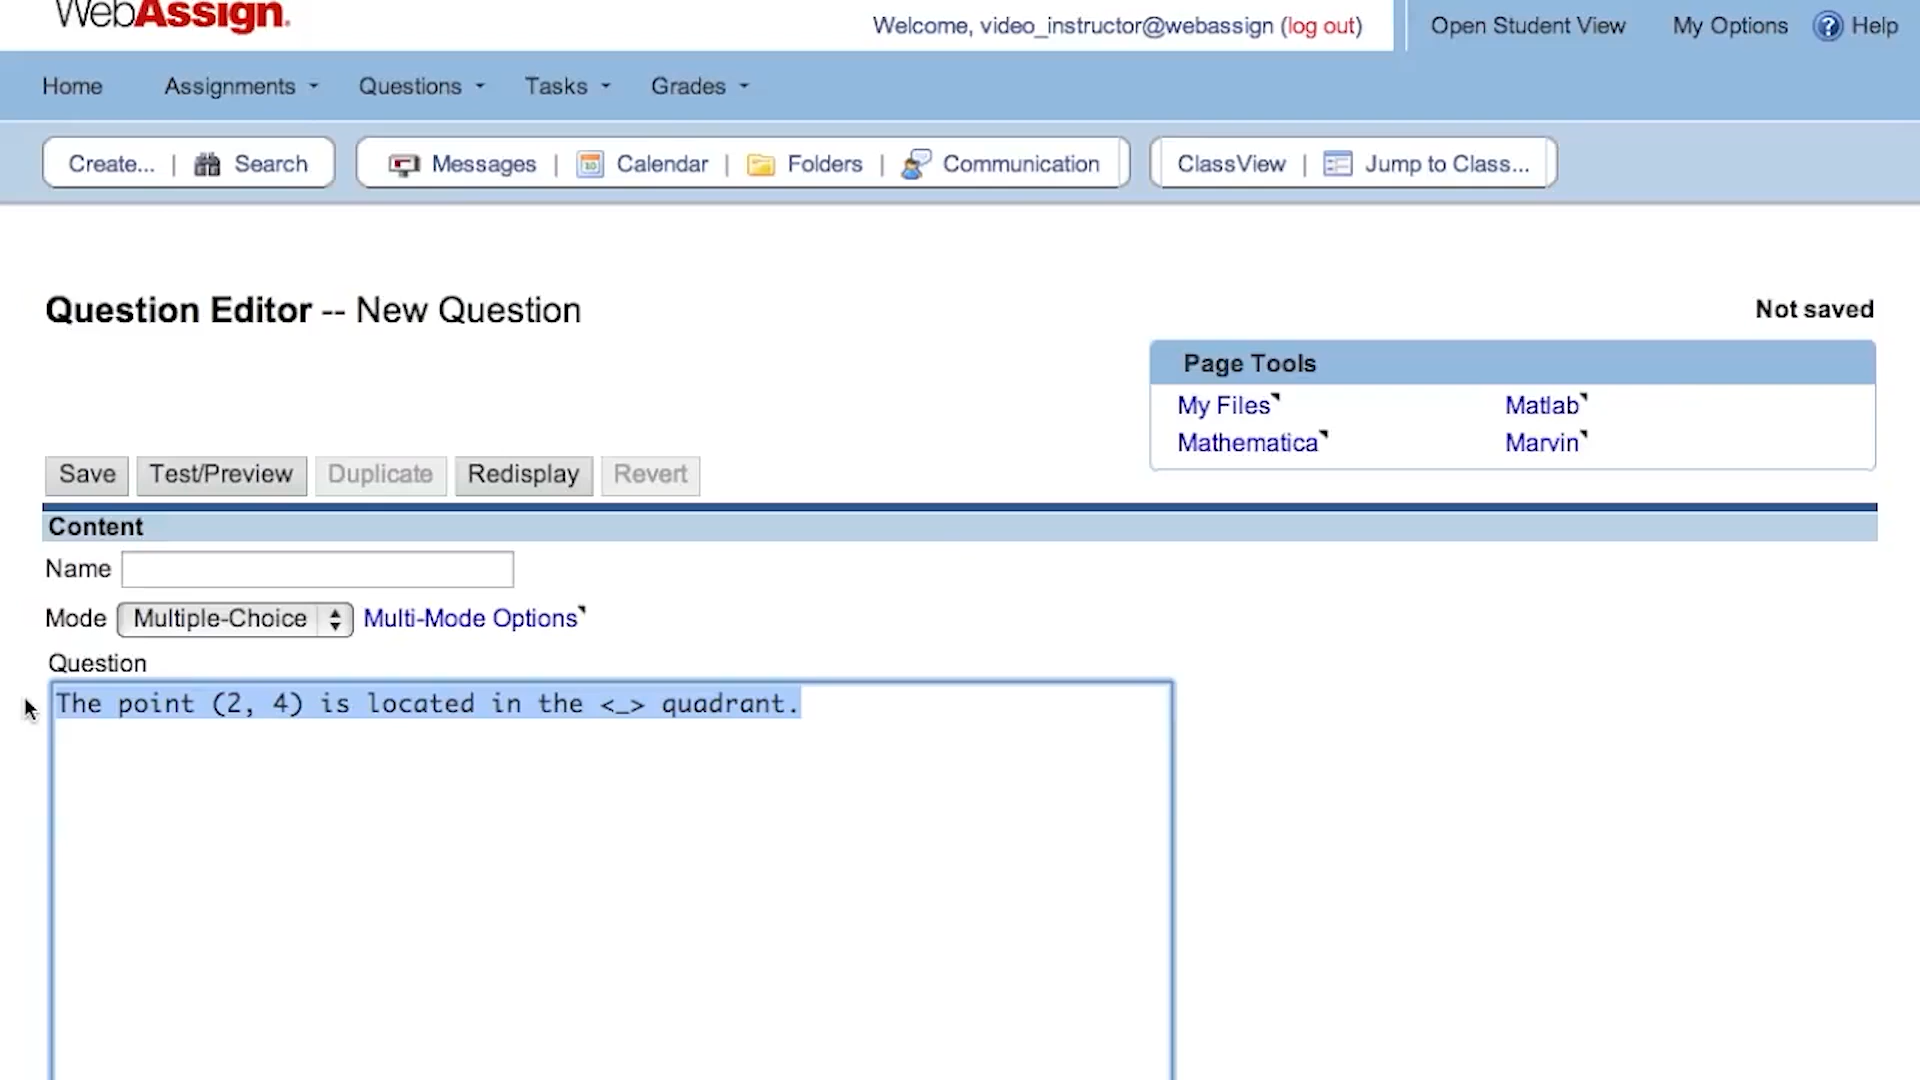 WebAssign.
Welcome, video_instructor@webassign (log out)
Open Student View My Options ? Help
Home Assignments Questions Tasks Grades
Create... | Search Messages | 10 Calendar | Folders | Communication ClassView | Jump to Class...
Question Editor -- New Question
Not saved
Page Tools
My Files Matlab
Mathematica Marvin
Save Test/Preview Duplicate Redisplay Revert
Content
Name
Mode Multiple-Choice Multi-Mode Options
Question
The point (2, 4) is located in the <_> quadrant.